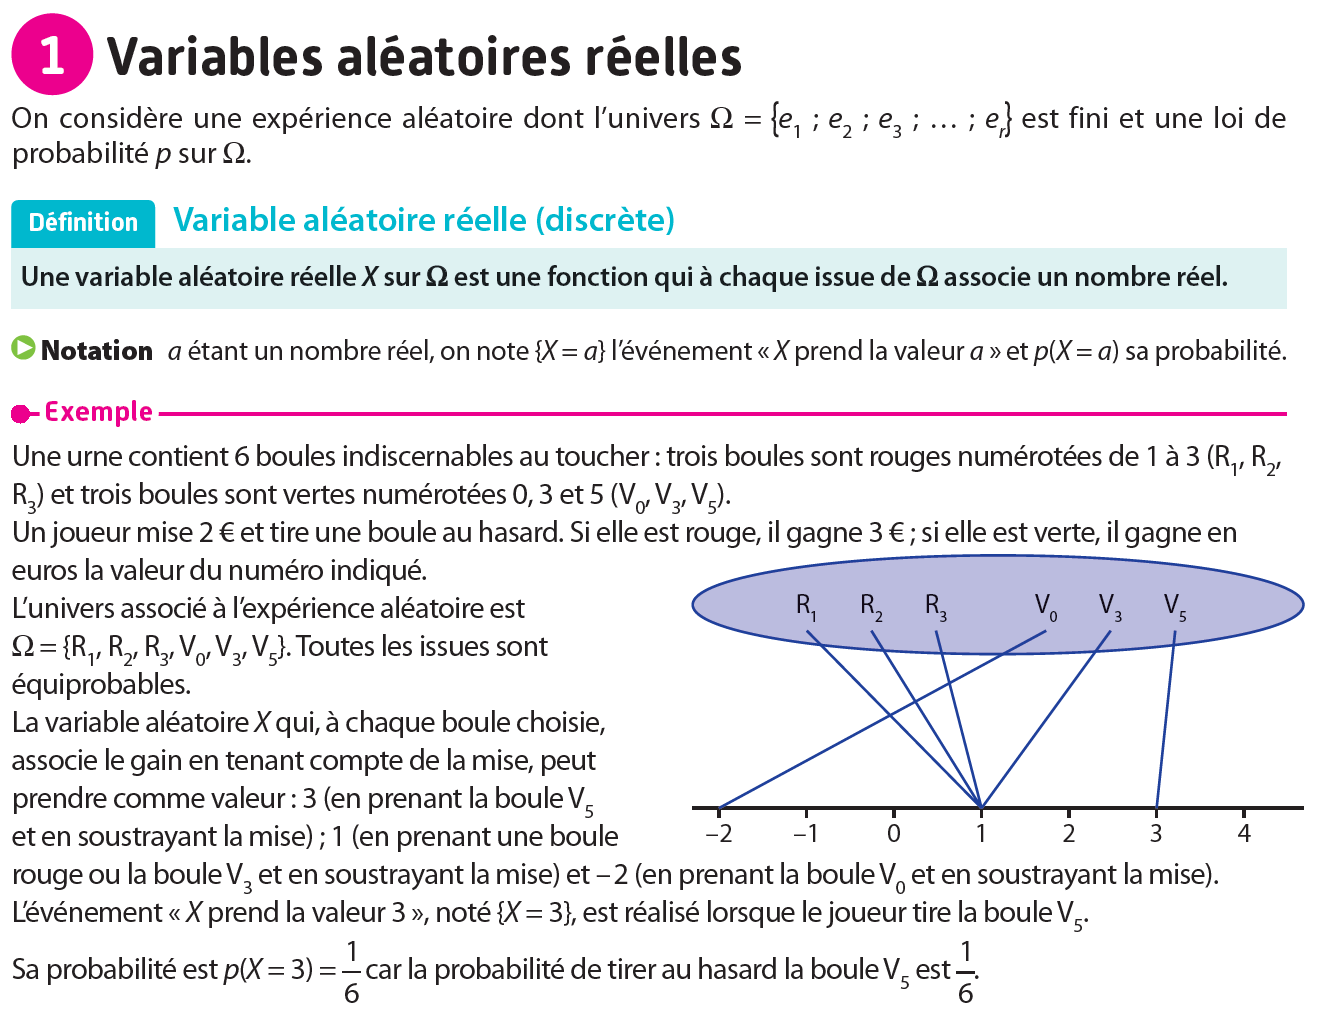 1 Variables aléatoires réelles
On considère une expérience aléatoire dont l'univers Ω = {e₁ ; e₂ ; e₃ ; … ; eᵣ} est fini et une loi de
probabilité p sur Ω.
Définition Variable aléatoire réelle (discrète)
Une variable aléatoire réelle X sur Ω est une fonction qui à chaque issue de Ω associe un nombre réel.
Notation a étant un nombre réel, on note {X = a} l'événement « X prend la valeur a » et p(X = a) sa probabilité.
Exemple
Une urne contient 6 boules indiscernables au toucher : trois boules sont rouges numérotées de 1 à 3 (R₁, R₂,
R₃) et trois boules sont vertes numérotées 0, 3 et 5 (V₀, V₃, V₅).
Un joueur mise 2 € et tire une boule au hasard. Si elle est rouge, il gagne 3 € ; si elle est verte, il gagne en
euros la valeur du numéro indiqué.
L'univers associé à l'expérience aléatoire est
Ω = {R₁, R₂, R₃, V₀, V₃, V₅}. Toutes les issues sont
équiprobables.
La variable aléatoire X qui, à chaque boule choisie,
associe le gain en tenant compte de la mise, peut
prendre comme valeur : 3 (en prenant la boule V₅
et en soustrayant la mise) ; 1 (en prenant une boule
R₁ R₂ R₃ V₀ V₃ V₅
–2 –1 0 1 2 3 4
rouge ou la boule V₃ et en soustrayant la mise) et –2 (en prenant la boule V₀ et en soustrayant la mise).
L'événement « X prend la valeur 3 », noté {X = 3}, est réalisé lorsque le joueur tire la boule V₅.
Sa probabilité est p(X = 3) = 1/6 car la probabilité de tirer au hasard la boule V₅ est 1/6.